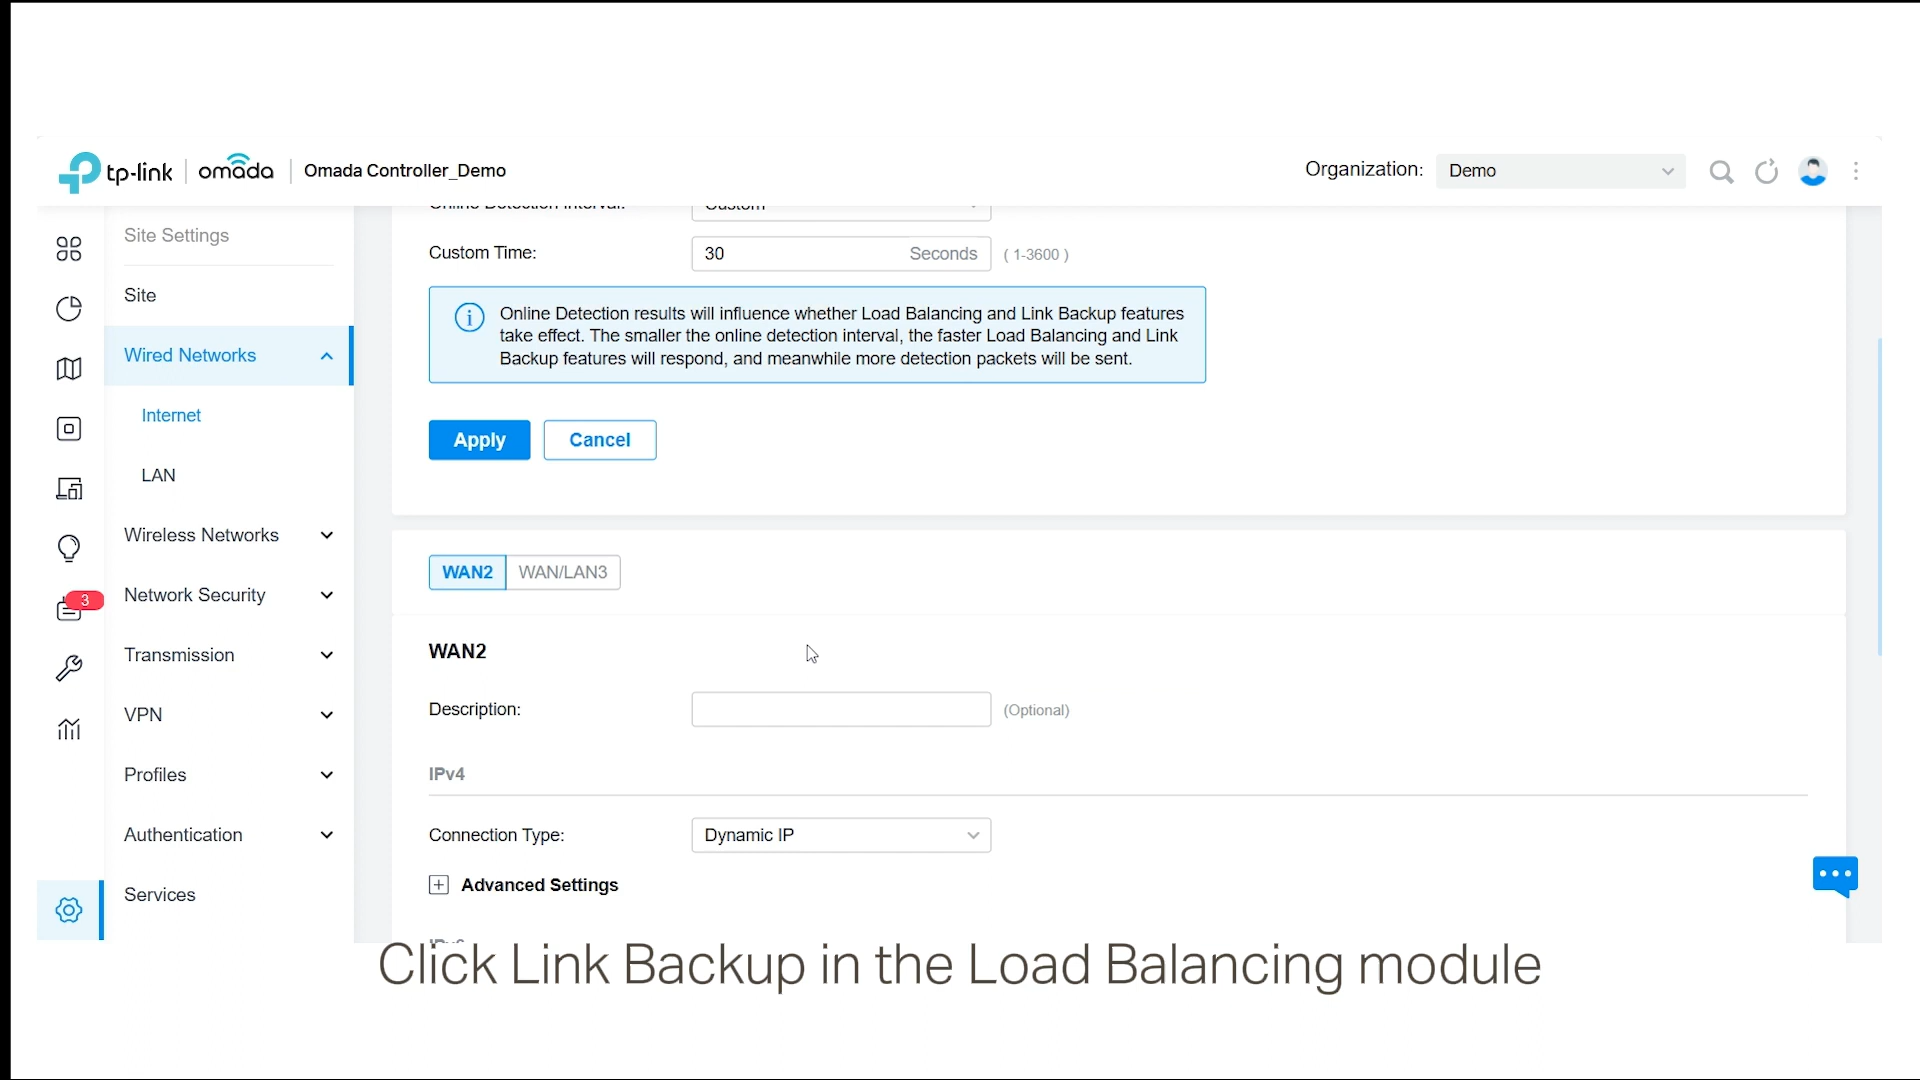 tp-link
omada
Omada Controller_Demo
Organization:
Demo
Site Settings
Site
Wired Networks
Internet
LAN
Wireless Networks
Network Security
Transmission
VPN
Profiles
Authentication
Services
3
Online Detection Interval:
Custom
Custom Time:
30
Seconds
( 1-3600 )
Online Detection results will influence whether Load Balancing and Link Backup features
take effect. The smaller the online detection interval, the faster Load Balancing and Link
Backup features will respond, and meanwhile more detection packets will be sent.
Apply
Cancel
WAN2
WAN/LAN3
WAN2
Description:
(Optional)
IPv4
Connection Type:
Dynamic IP
Advanced Settings
Click Link Backup in the Load Balancing module